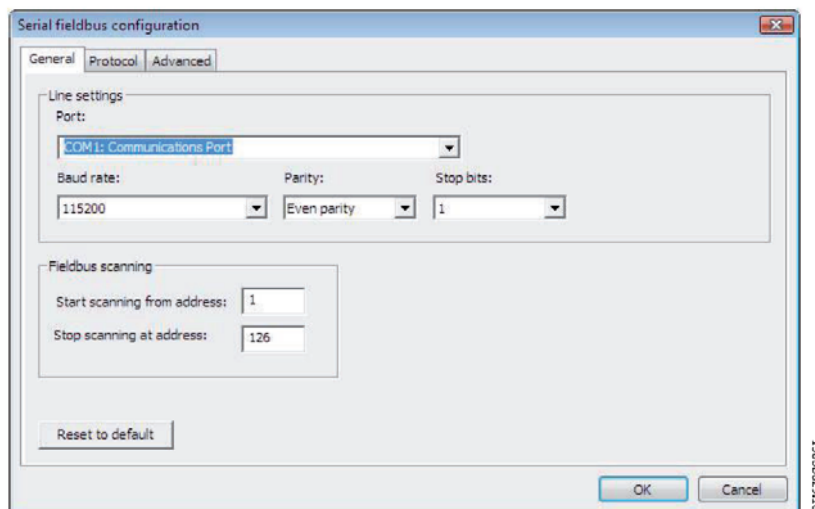 Serial fieldbus configuration
General Protocol Advanced
Line settings
Port:
COM1: Communications Port
Baud rate: Parity: Stop bits:
115200 Even parity 1
Fieldbus scanning
Start scanning from address: 1
Stop scanning at address: 126
Reset to default
OK Cancel